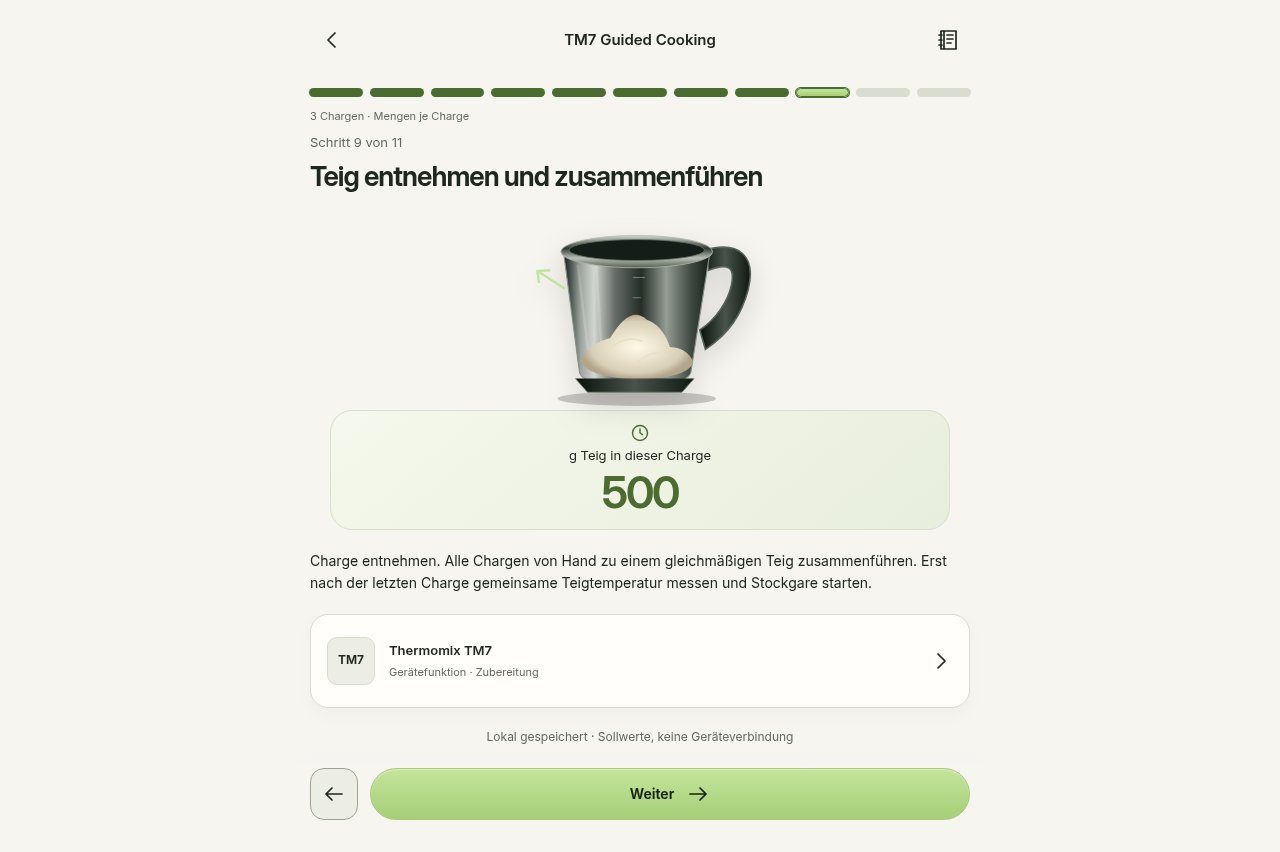 TM7 Guided Cooking
3 Chargen · Mengen je Charge
Schritt 9 von 11
Teig entnehmen und zusammenführen
g Teig in dieser Charge
500
Charge entnehmen. Alle Chargen von Hand zu einem gleichmäßigen Teig zusammenführen. Erst
nach der letzten Charge gemeinsame Teigtemperatur messen und Stockgare starten.
TM7
Thermomix TM7
Gerätefunktion · Zubereitung
Lokal gespeichert · Sollwerte, keine Geräteverbindung
Weiter